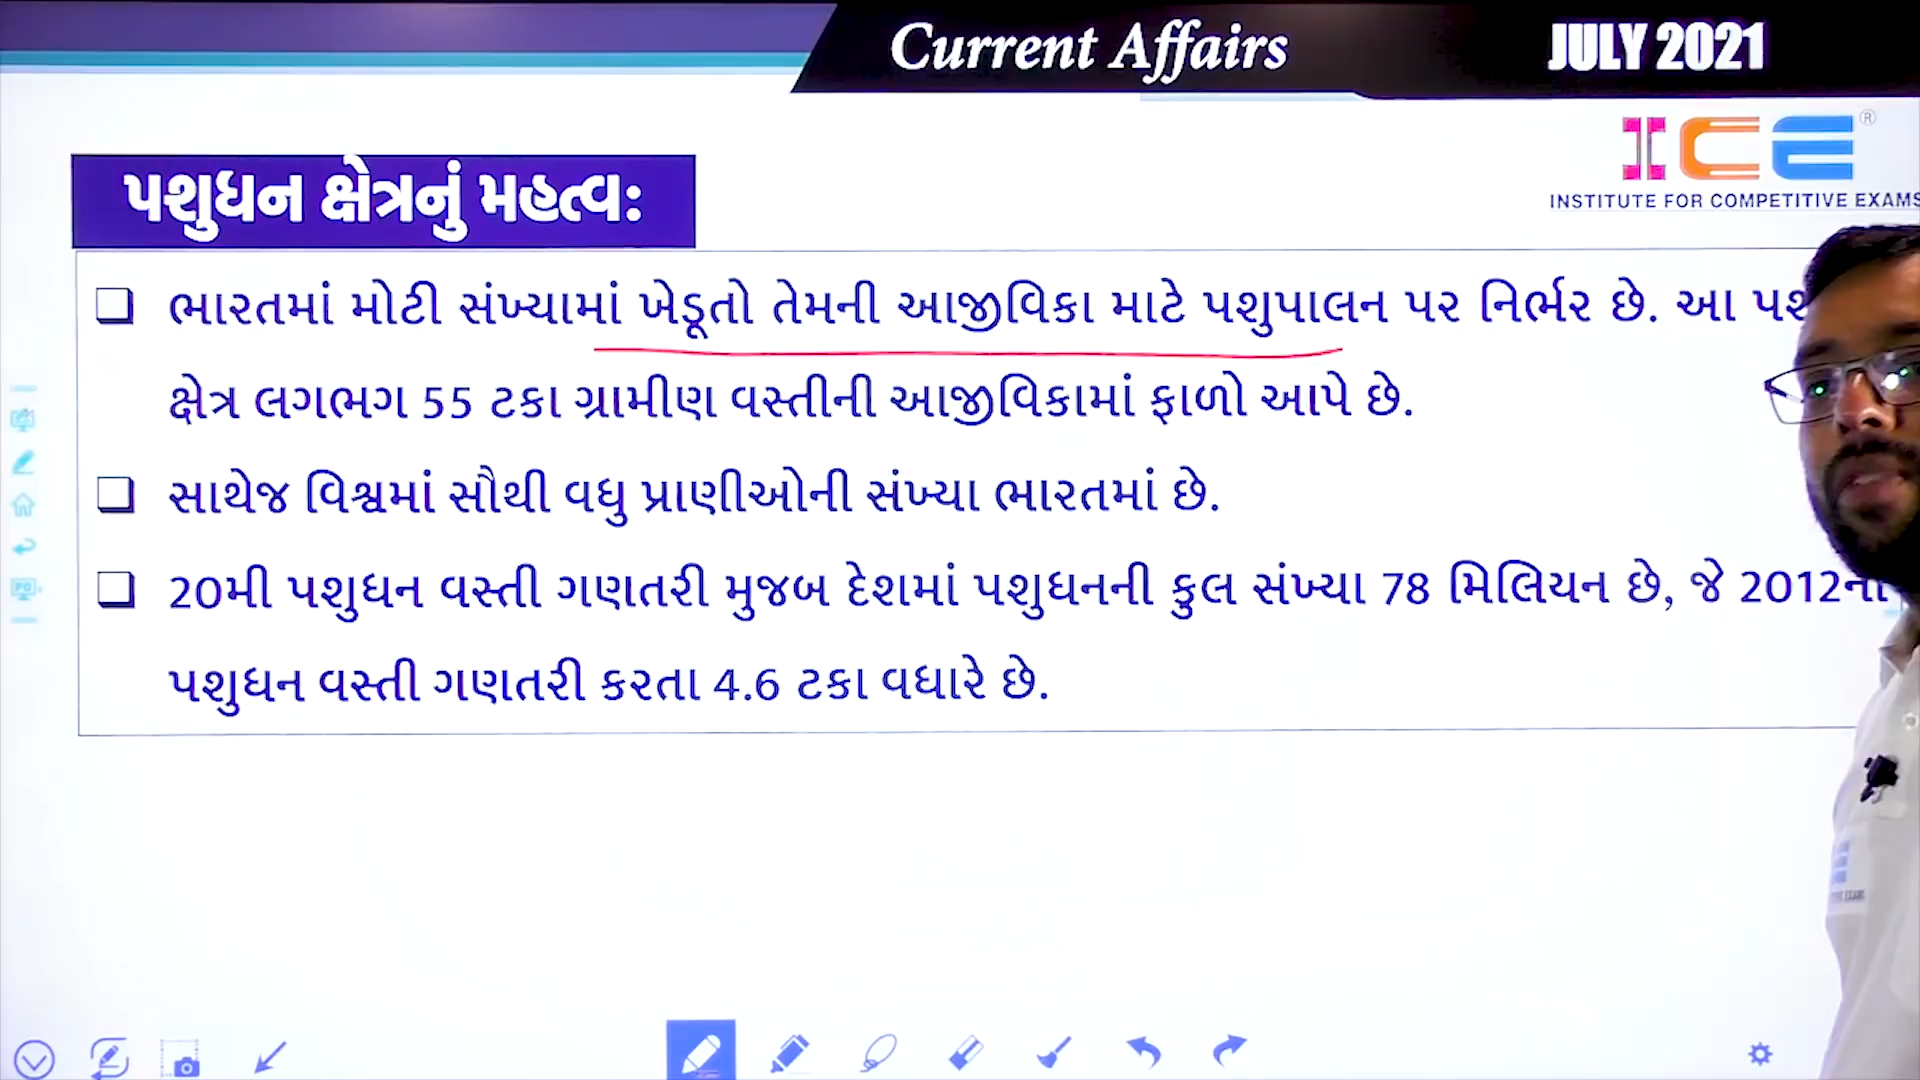 Current Affairs
JULY 2021
ICE®
INSTITUTE FOR COMPETITIVE EXAMS
પશુધન ક્ષેત્રનું મહત્વ:
ભારતમાં મોટી સંખ્યામાં ખેડૂતો તેમની આજીવિકા માટે પશુપાલન પર નિર્ભર છે. આ
ક્ષેત્ર લગભગ 55 ટકા ગ્રામીણ વસ્તીની આજીવિકામાં ફાળો આપે છે.
સાથેજ વિશ્વમાં સૌથી વધુ પ્રાણીઓની સંખ્યા ભારતમાં છે.
20મી પશુધન વસ્તી ગણતરી મુજબ દેશમાં પશુધનની કુલ સંખ્યા 78 મિલિયન છે, જે 2012ના
પશુધન વસ્તી ગણતરી કરતા 4.6 ટકા વધારે છે.